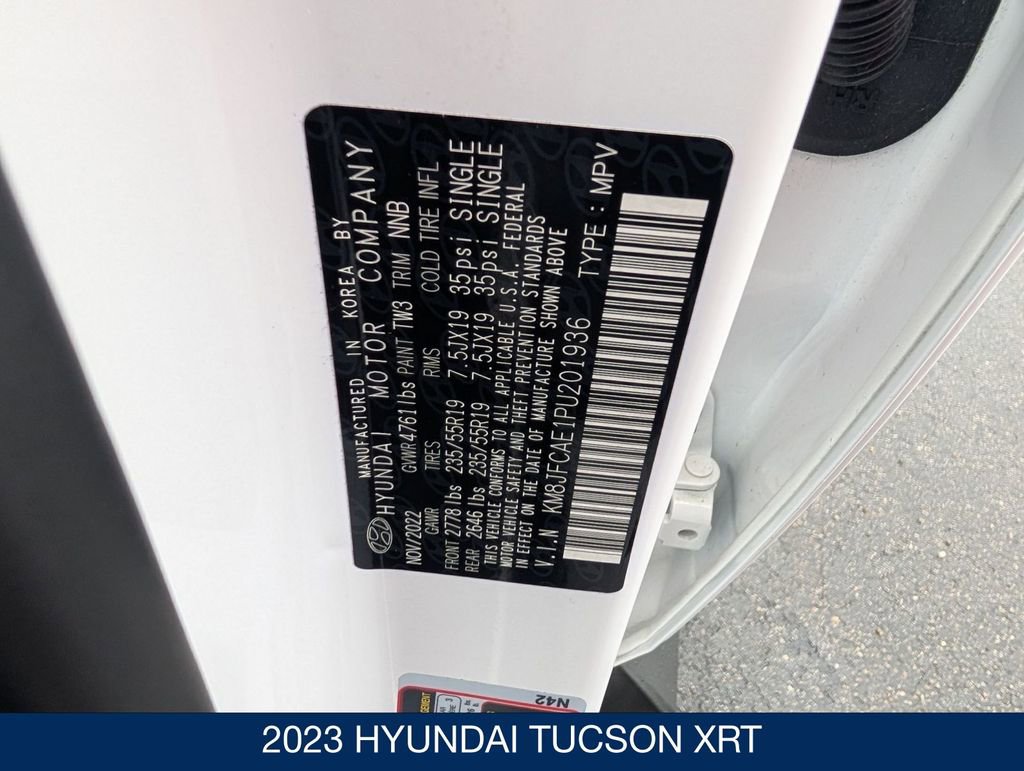 MANUFACTURED IN KOREA BY
HYUNDAI MOTOR COMPANY
NOV/2022 GVWR 4761 lbs PAINT TW3 TRIM NNB
GAWR TIRES RIMS COLD TIRE INFL
FRONT 2778 lbs 235/55R19 7.5JX19 35psi SINGLE
REAR 2646 lbs 235/55R19 7.5JX19 35psi SINGLE
THIS VEHICLE CONFORMS TO ALL APPLICABLE U.S.A. FEDERAL
MOTOR VEHICLE SAFETY AND THEFT PREVENTION STANDARDS
IN EFFECT ON THE DATE OF MANUFACTURE SHOWN ABOVE
V.I.N KM8JFCAE1PU201936 TYPE : MPV
N42
2023 HYUNDAI TUCSON XRT